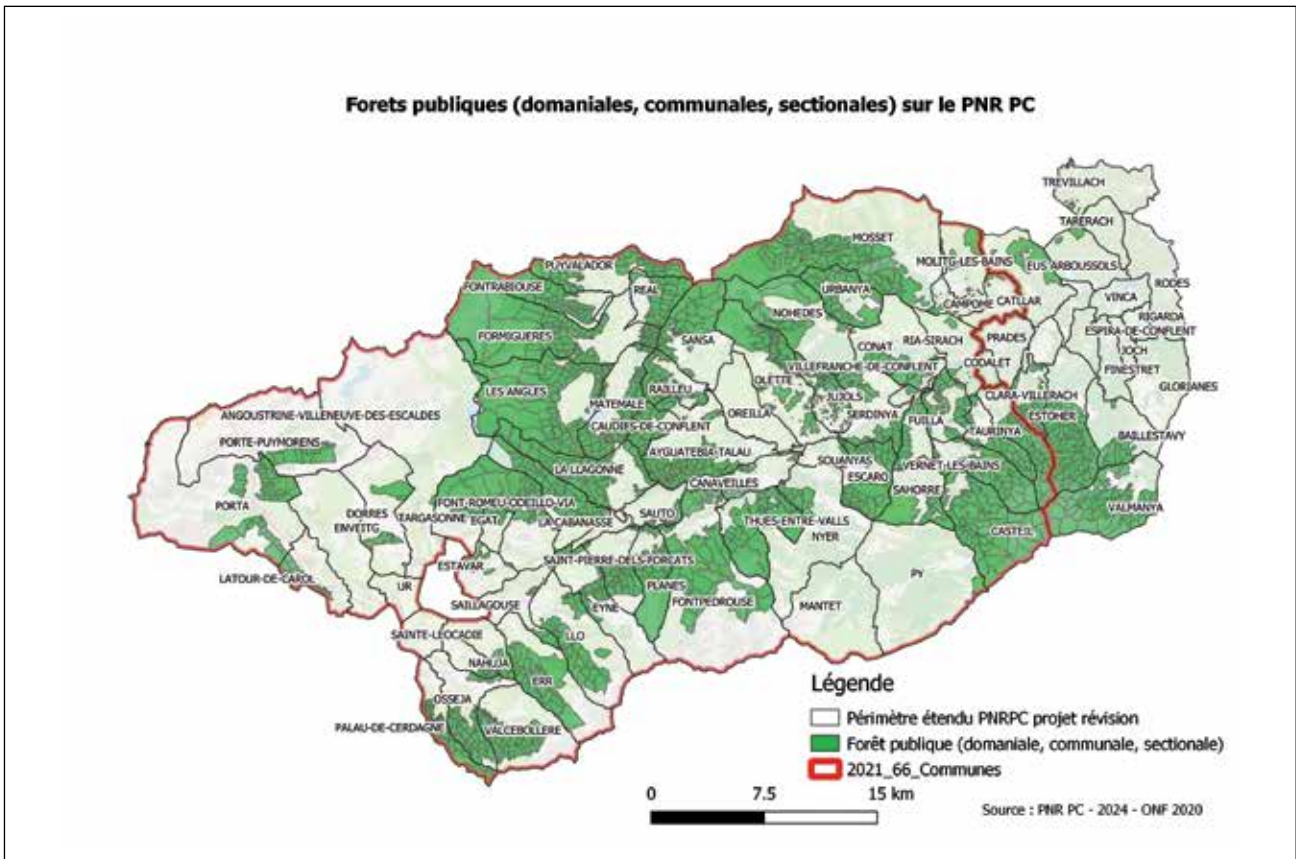 Forets publiques (domaniales, communales, sectionales) sur le PNR PC
TREVILLACH
TARERACH
MOSSET
MOLITG-LES-BAINS
EUS
ARBOUSSOLS
PUYVALADOR
FONTRABIOUSE
REAL
URBANYA
CAMPOME
CATLLAR
VINCA
RODES
NOHEDES
RIGARDA
FORMIGUERES
SANSA
CONAT
RIA-SIRACH
PRADES
ESPIRA-DE-CONFLENT
JOCH
CODALET
VILLEFRANCHE-DE-CONFLENT
FINESTRET
OLETTE
GLORIANES
LES ANGLES
RAILLEU
JUJOLS
CLARA-VILLERACH
MATEMALE
OREILLA
SERDINYA
FUILLA
ESTOHER
ANGOUSTRINE-VILLENEUVE-DES-ESCALDES
CAUDIES-DE-CONFLENT
TAURINYA
BAILLESTAVY
PORTE-PUYMORENS
AYGUATEBIA-TALAU
SOUANYAS
VERNET-LES-BAINS
LA LLAGONNE
ESCARO
CANAVEILLES
SAHORRE
PORTA
FONT-ROMEU-ODEILLO-VIA
VALMANYA
DORRES
TARGASONNE
EGAT
LA CABANASSE
SAUTO
THUES-ENTRE-VALLS
ENVEITG
NYER
CASTEIL
ESTAVAR
SAINT-PIERRE-DELS-FORCATS
LATOUR-DE-CAROL
UR
PLANES
PY
SAILLAGOUSE
EYNE
FONTPEDROUSE
MANTET
SAINTE-LEOCADIE
LLO
NAHUJA
ERR
OSSEJA
PALAU-DE-CERDAGNE
VALCEBOLLERE
Légende
Périmètre étendu PNRPC projet révision
Forêt publique (domaniale, communale, sectionale)
2021_66_Communes
0 7.5 15 km
Source : PNR PC - 2024 - ONF 2020